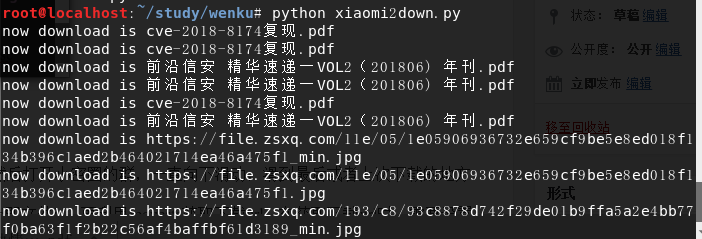 root@localhost:~/study/wenku# python xiaomi2down.py
now download is cve-2018-8174复现.pdf
now download is cve-2018-8174复现.pdf
now download is 前沿信安 精华速递一VOL2（201806) 年刊.pdf
now download is 前沿信安 精华速递一VOL2（201806) 年刊.pdf
now download is cve-2018-8174复现.pdf
now download is 前沿信安 精华速递一VOL2（201806) 年刊.pdf
now download is https://file.zsxq.com/11e/05/1e05906936732e659cf9be5e8ed018f1
34b396c1aed2b464021714ea46a475f1_min.jpg
now download is https://file.zsxq.com/11e/05/1e05906936732e659cf9be5e8ed018f1
34b396c1aed2b464021714ea46a475f1.jpg
now download is https://file.zsxq.com/193/c8/93c8878d742f29de01b9ffa5a2e4bb77
f0ba63f1f2b22c56af4baffbf61d3189_min.jpg
状态：草稿 编辑
公开度：公开 编辑
立即发布 编辑
移至回收站
形式